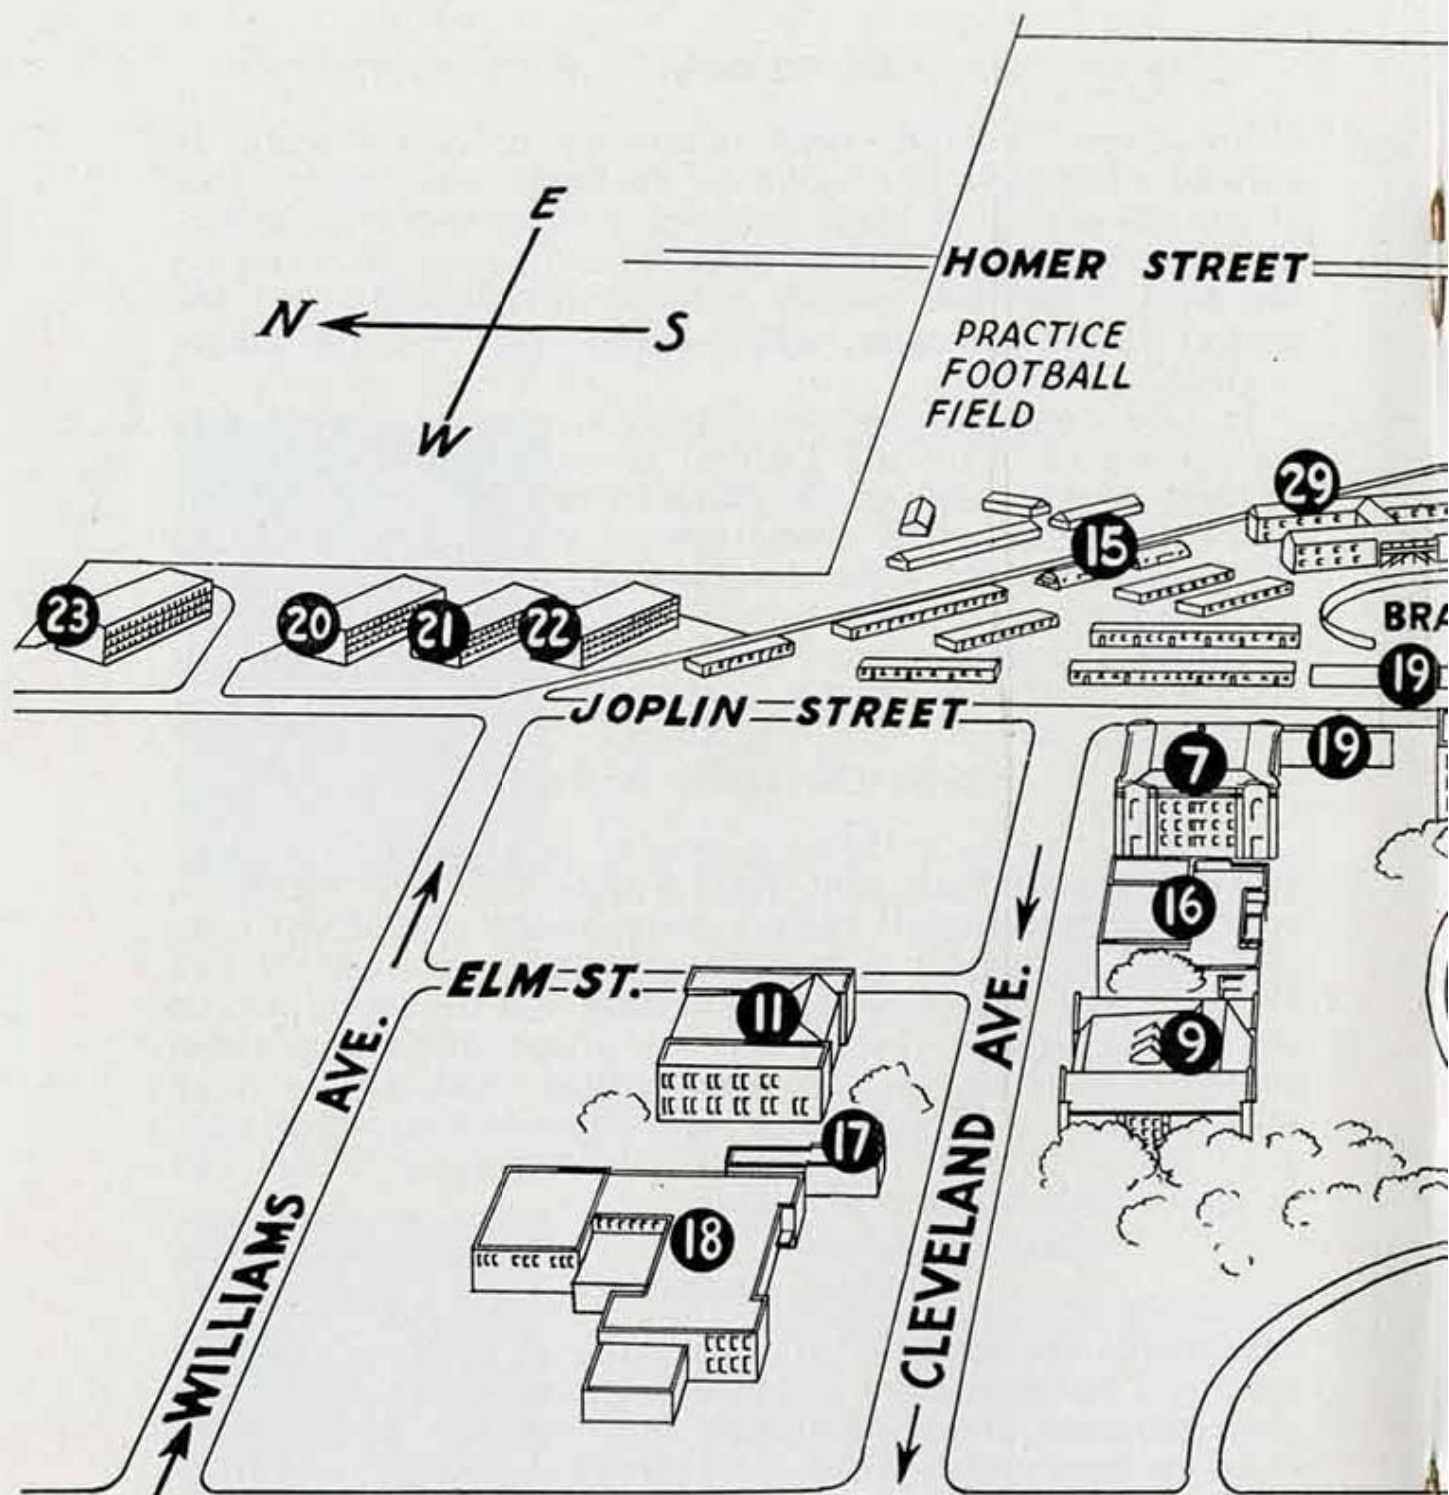 E
N
S
W
HOMER STREET
PRACTICE
FOOTBALL
FIELD
29
15
23
20
21
22
BRA
19
JOPLIN STREET
7
19
16
ELM ST.
11
9
WILLIAMS AVE.
CLEVELAND AVE.
17
18